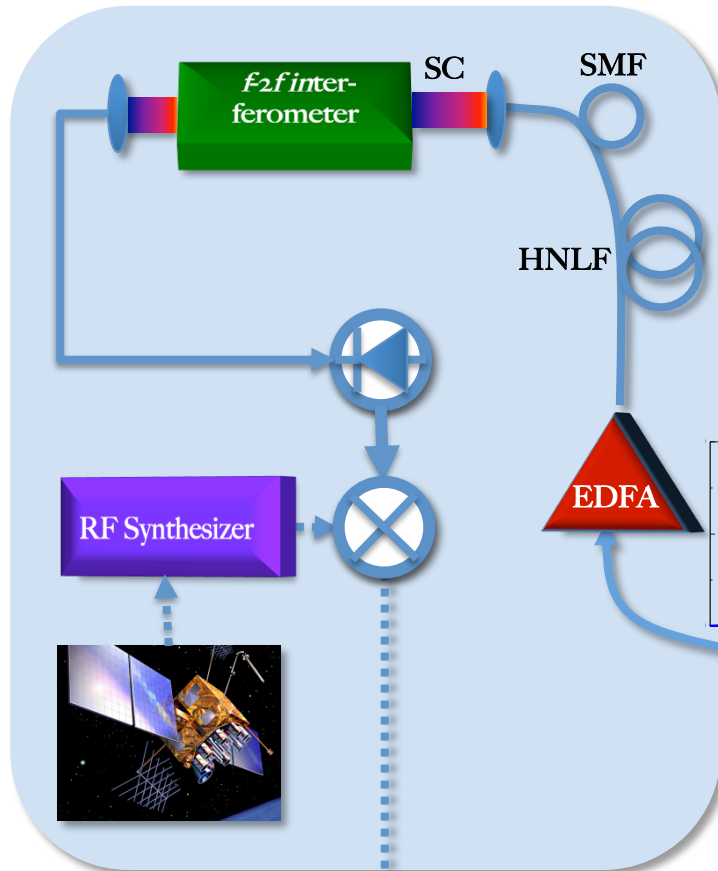 f-2f inter-
ferometer
SC
SMF
HNLF
EDFA
RF Synthesizer